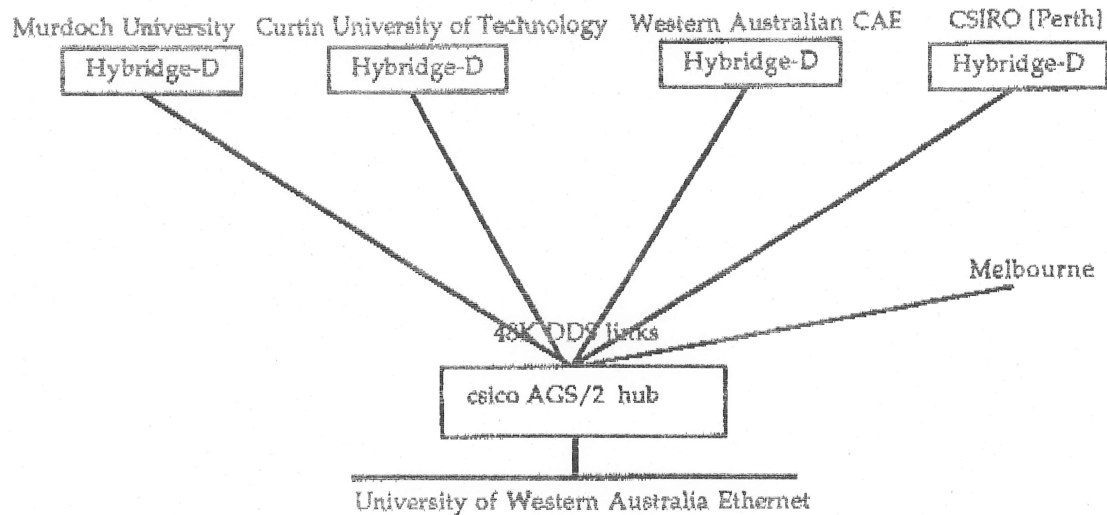 Murdoch University Curtin University of Technology Western Australian CAE CSIRO (Perth)
Hybridge-D Hybridge-D Hybridge-D Hybridge-D
Melbourne
48K DDS links
csico AGS/2 hub
University of Western Australia Ethernet